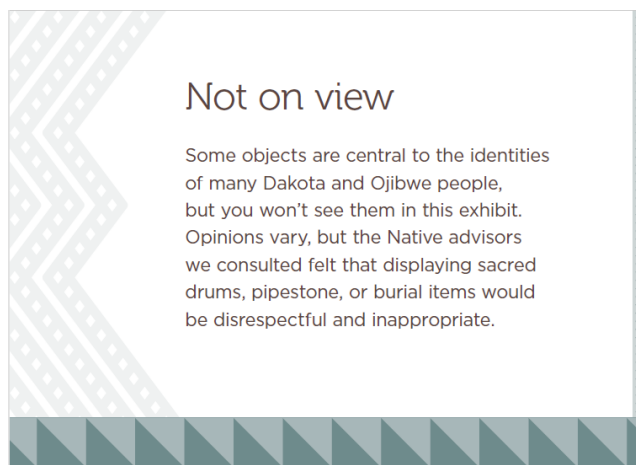 Not on view
Some objects are central to the identities
of many Dakota and Ojibwe people,
but you won’t see them in this exhibit.
Opinions vary, but the Native advisors
we consulted felt that displaying sacred
drums, pipestone, or burial items would
be disrespectful and inappropriate.